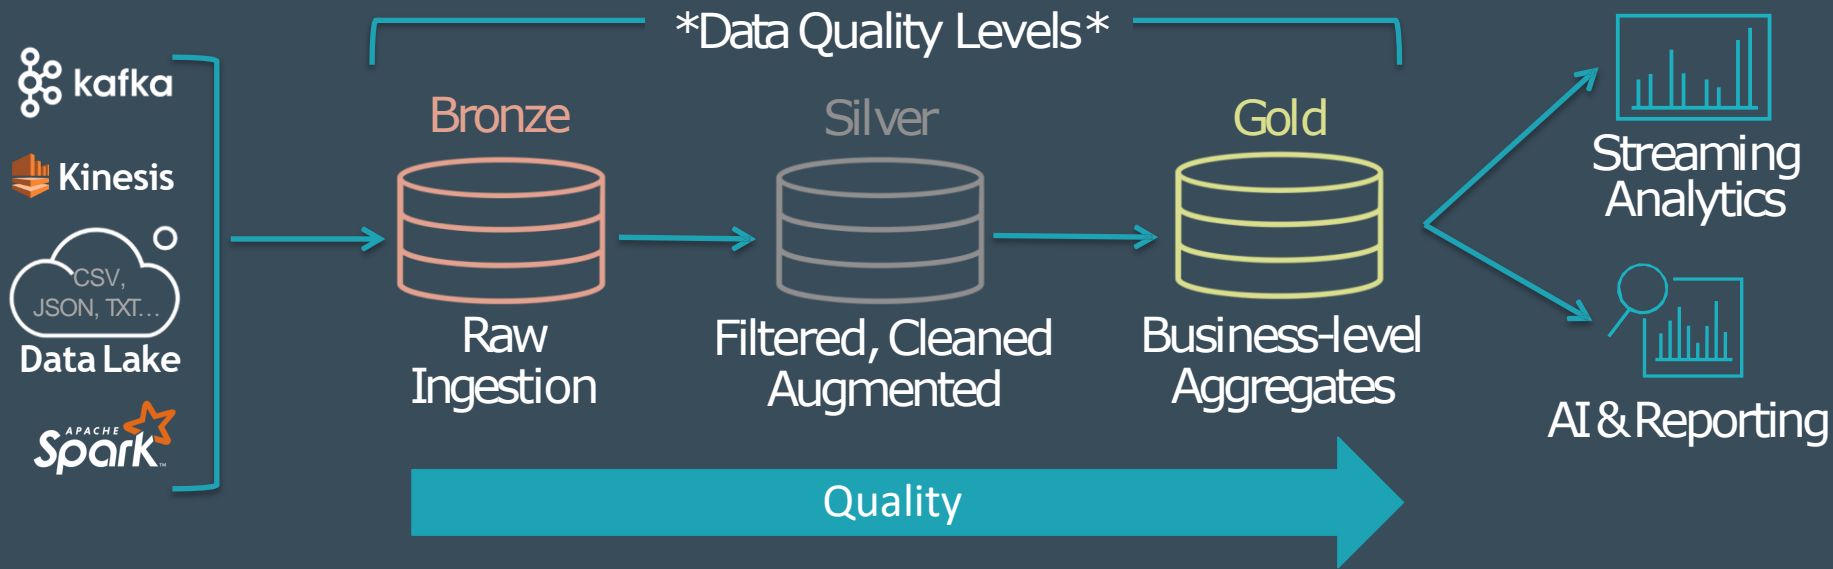 *Data Quality Levels*
kafka
Kinesis
CSV,
JSON, TXT...
Data Lake
APACHE
Spark™
Bronze
Raw
Ingestion
Silver
Filtered, Cleaned
Augmented
Gold
Business-level
Aggregates
Streaming
Analytics
AI & Reporting
Quality